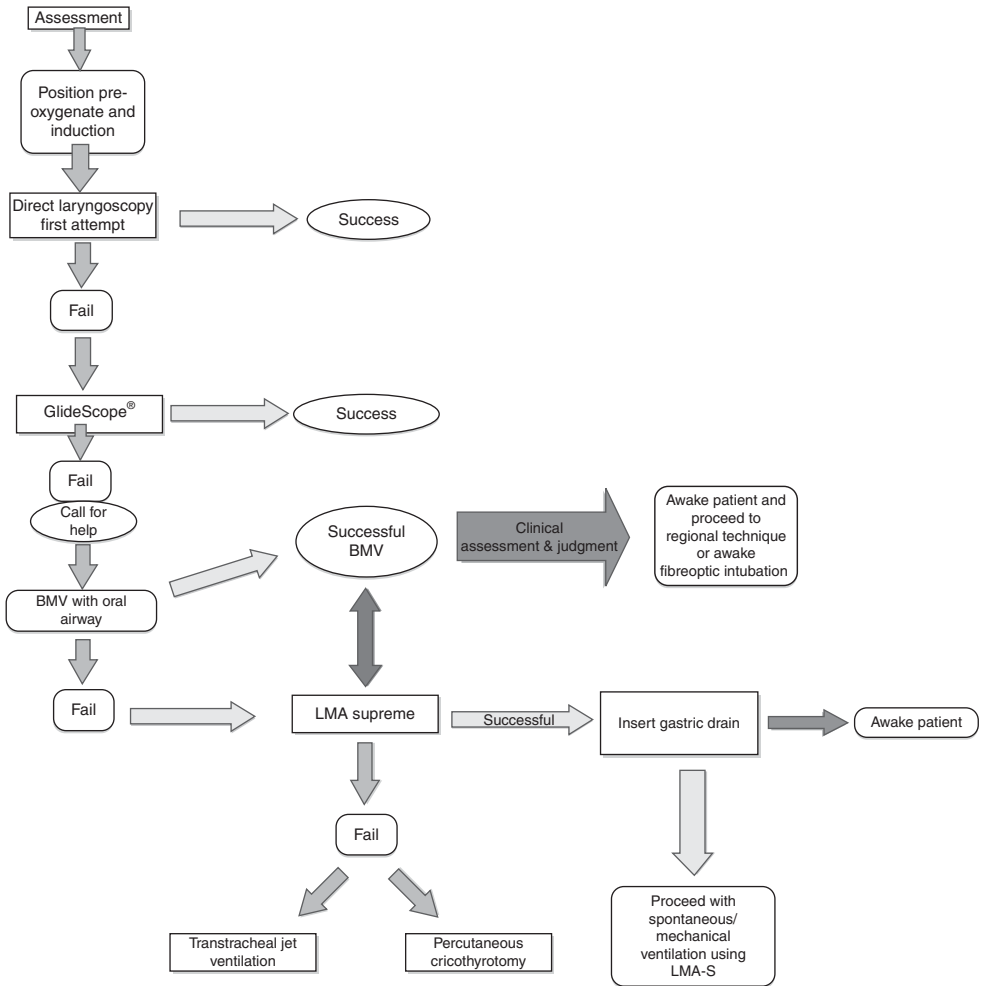 Assessment
Position pre-
oxygenate and
induction
Direct laryngoscopy
first attempt
Success
Fail
GlideScope®
Success
Fail
Call for
help
BMV with oral
airway
Successful
BMV
Clinical
assessment & judgment
Awake patient and
proceed to
regional technique
or awake
fibreoptic intubation
Fail
LMA supreme
Successful
Insert gastric drain
Awake patient
Fail
Transtracheal jet
ventilation
Percutaneous
cricothyrotomy
Proceed with
spontaneous/
mechanical
ventilation using
LMA-S